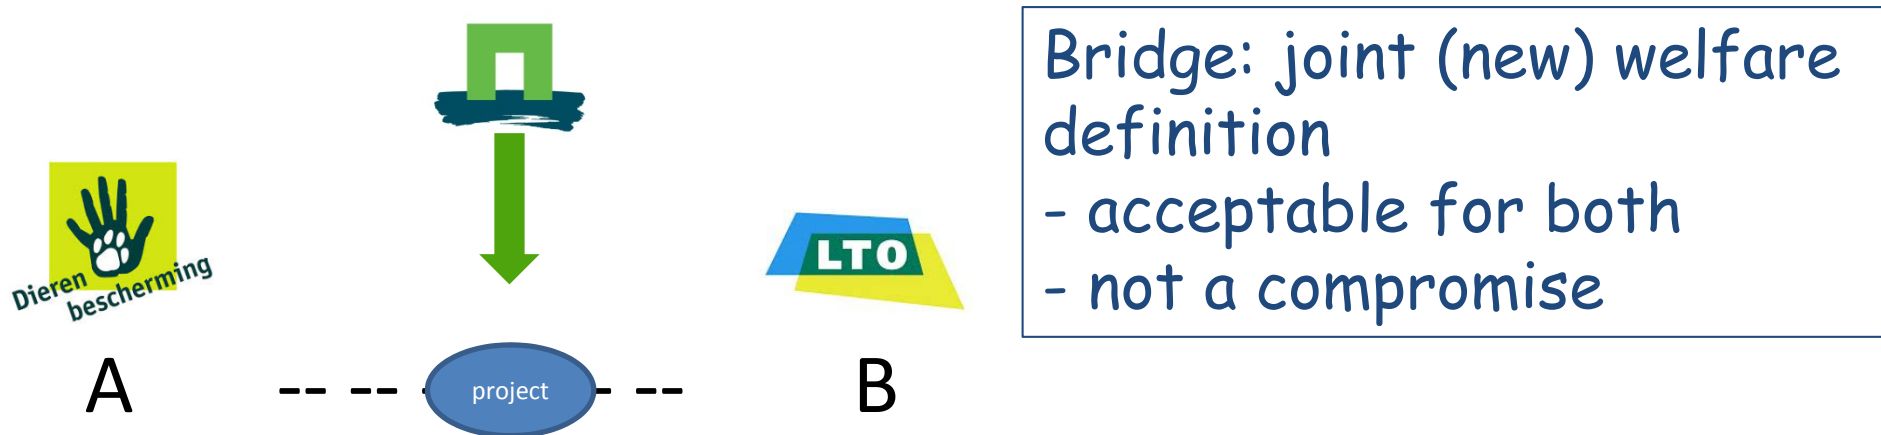 Dieren
bescherming
LTO
A
-- -- - project - --
B
Bridge: joint (new) welfare
definition
- acceptable for both
- not a compromise